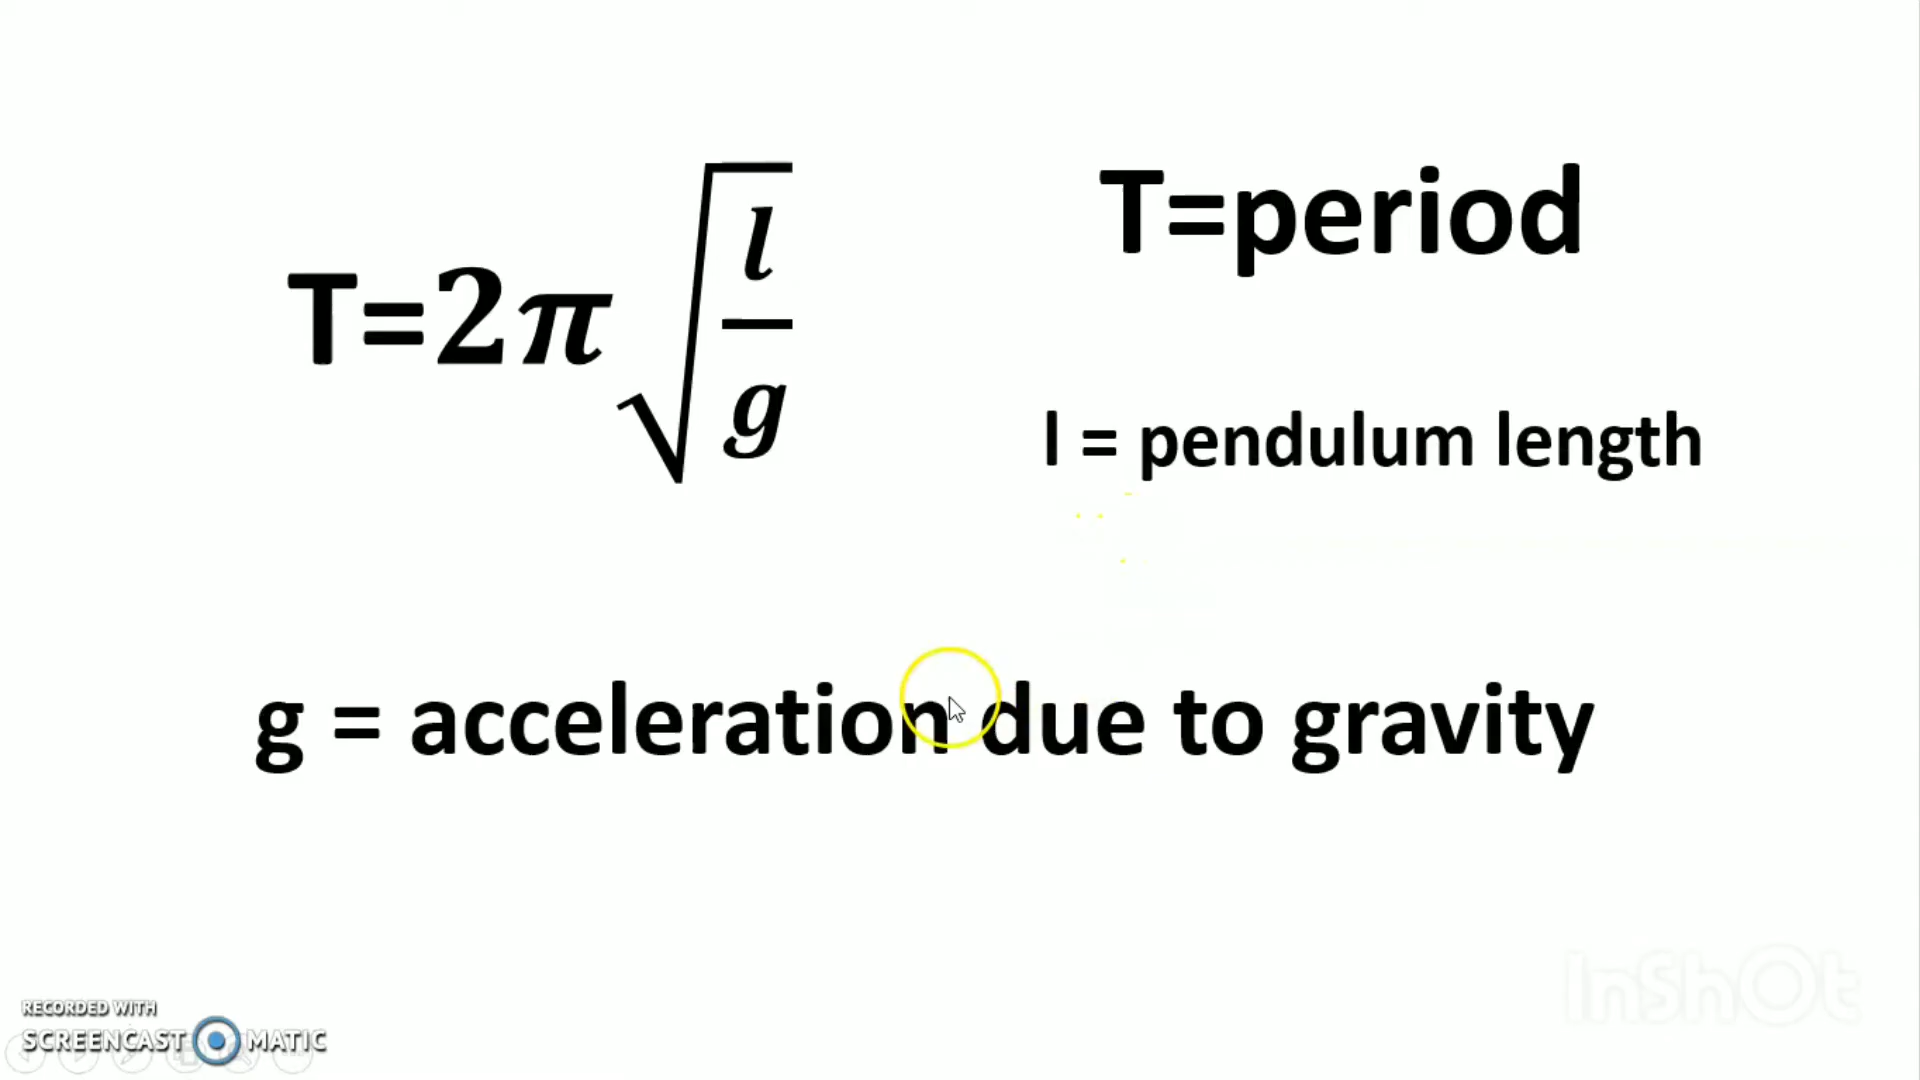 T=2π√(l/g)
T=period
l = pendulum length
g = acceleration due to gravity
RECORDED WITH
SCREENCAST MATIC
InShOt